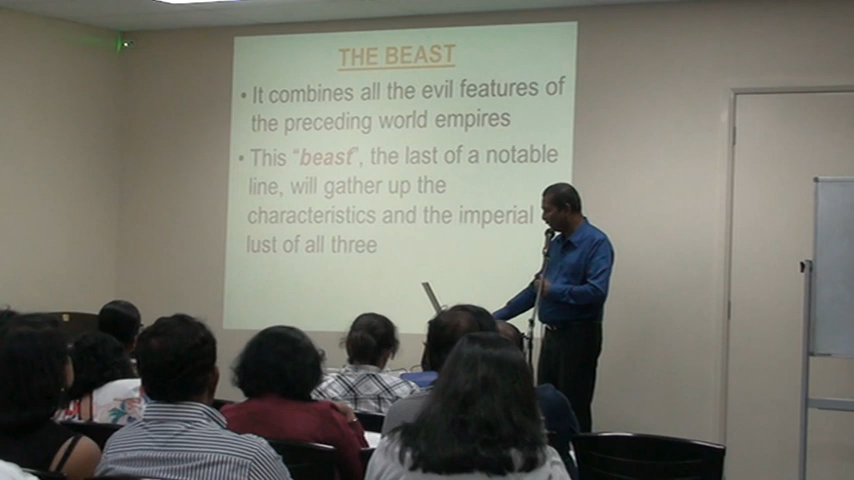 THE BEAST
• It combines all the evil features of
the preceding world empires
• This "beast", the last of a notable
line, will gather up the
characteristics and the imperial
lust of all three